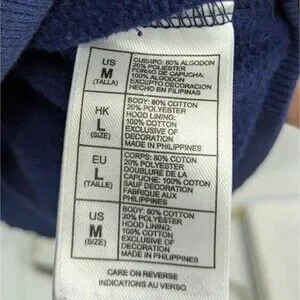 US
M
(TALLA)
CUERPO: 80% ALGODON
20% POLYESTER
FORRO DE CAPUCHA:
100% ALGODON
EXCEPTO DECORACION
HECHO EN FILIPINAS
HK
L
(SIZE)
BODY: 80% COTTON
20% POLYESTER
HOOD LINING:
100% COTTON
EXCLUSIVE OF
DECORATION
MADE IN PHILIPPINES
EU
L
(TAILLE)
CORPS: 80% COTON
20% POLYESTER
DOUBLURE DE LA
CAPUCHE: 100% COTON
SAUF DECORATION
FABRIQUE AUX
PHILIPPINES
US
M
(SIZE)
BODY: 80% COTTON
20% POLYESTER
HOOD LINING:
100% COTTON
EXCLUSIVE OF
DECORATION
MADE IN PHILIPPINES
CARE ON REVERSE
INDICATIONS AU VERSO